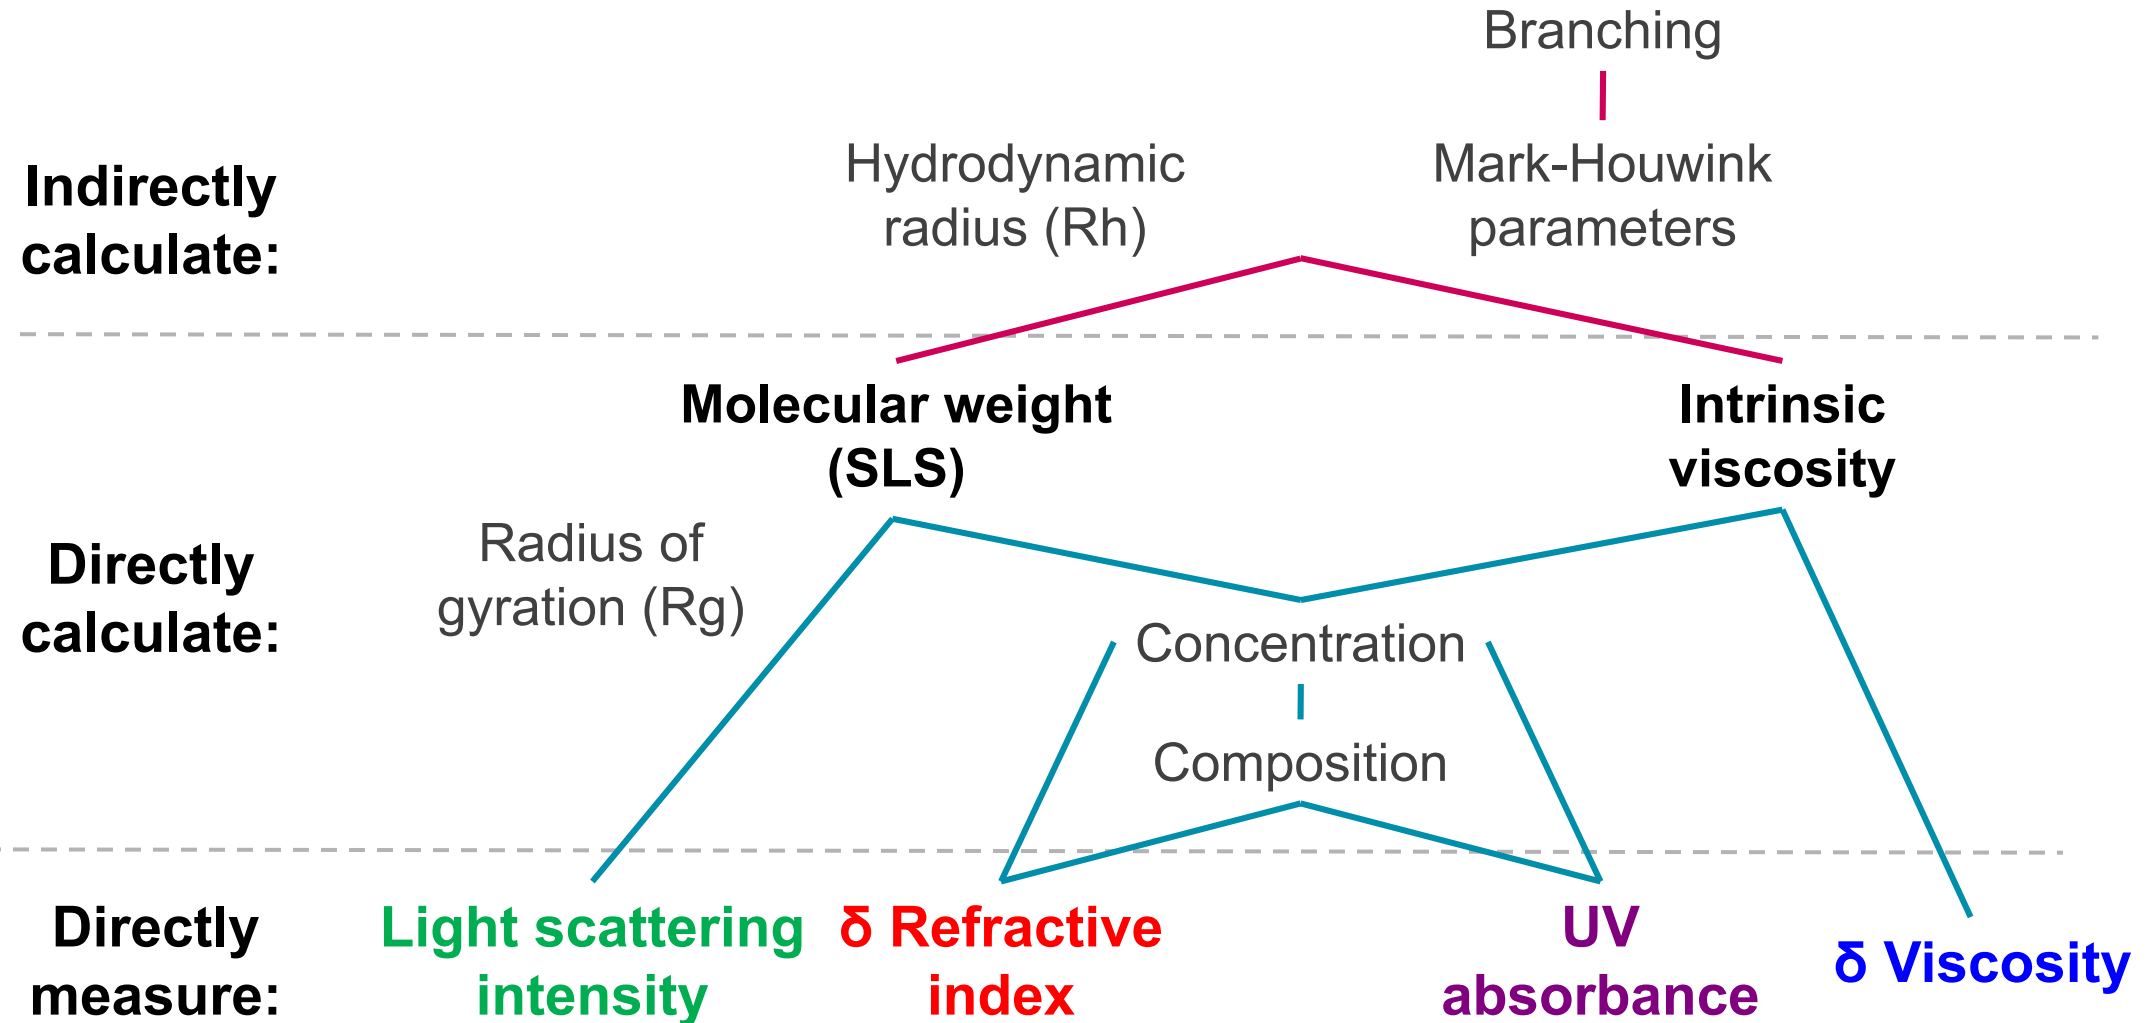 Branching
Indirectly
calculate:
Hydrodynamic
radius (Rh)
Mark-Houwink
parameters
Molecular weight
(SLS)
Intrinsic
viscosity
Directly
calculate:
Radius of
gyration (Rg)
Concentration
Composition
Directly
measure:
Light scattering
intensity
δ Refractive
index
UV
absorbance
δ Viscosity